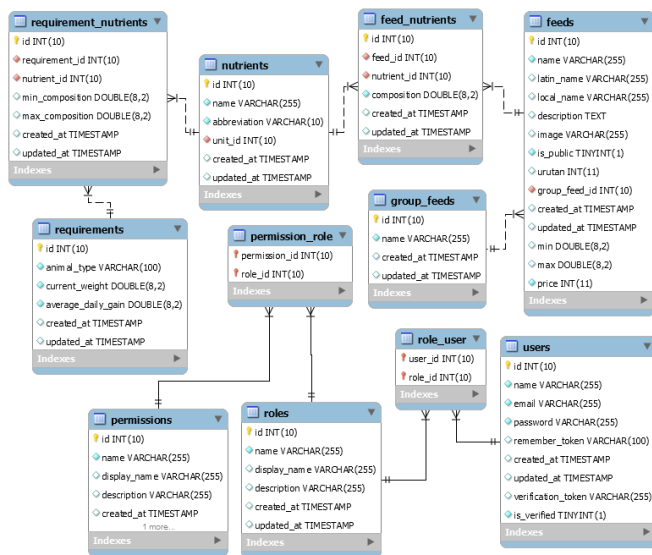 requirement_nutrients
id INT(10)
requirement_id INT(10)
nutrient_id INT(10)
min_composition DOUBLE(8,2)
max_composition DOUBLE(8,2)
created_at TIMESTAMP
updated_at TIMESTAMP
Indexes
nutrients
id INT(10)
name VARCHAR(255)
abbreviation VARCHAR(10)
unit_id INT(10)
created_at TIMESTAMP
updated_at TIMESTAMP
Indexes
feed_nutrients
id INT(10)
feed_id INT(10)
nutrient_id INT(10)
composition DOUBLE(8,2)
created_at TIMESTAMP
updated_at TIMESTAMP
Indexes
feeds
id INT(10)
name VARCHAR(255)
latin_name VARCHAR(255)
local_name VARCHAR(255)
description TEXT
image VARCHAR(255)
is_public TINYINT(1)
urutan INT(11)
group_feed_id INT(10)
created_at TIMESTAMP
updated_at TIMESTAMP
min DOUBLE(8,2)
max DOUBLE(8,2)
price INT(11)
Indexes
group_feeds
id INT(10)
name VARCHAR(255)
created_at TIMESTAMP
updated_at TIMESTAMP
Indexes
requirements
id INT(10)
animal_type VARCHAR(100)
current_weight DOUBLE(8,2)
average_daily_gain DOUBLE(8,2)
created_at TIMESTAMP
updated_at TIMESTAMP
Indexes
permission_role
permission_id INT(10)
role_id INT(10)
Indexes
role_user
user_id INT(10)
role_id INT(10)
Indexes
users
id INT(10)
name VARCHAR(255)
email VARCHAR(255)
password VARCHAR(255)
remember_token VARCHAR(100)
created_at TIMESTAMP
updated_at TIMESTAMP
verification_token VARCHAR(255)
is_verified TINYINT(1)
Indexes
permissions
id INT(10)
name VARCHAR(255)
display_name VARCHAR(255)
description VARCHAR(255)
created_at TIMESTAMP
1 more...
Indexes
roles
id INT(10)
name VARCHAR(255)
display_name VARCHAR(255)
description VARCHAR(255)
created_at TIMESTAMP
updated_at TIMESTAMP
Indexes